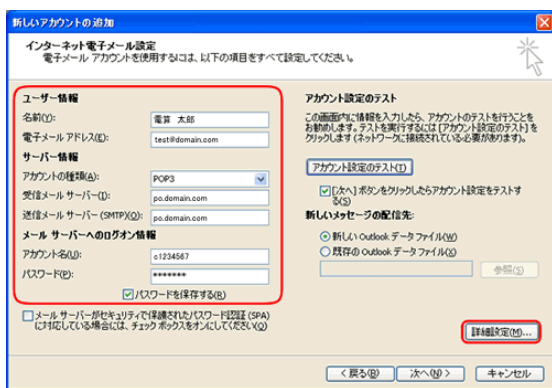 新しいアカウントの追加
インターネット電子メール設定
電子メール アカウントを使用するには、以下の項目をすべて設定してください。
ユーザー情報
名前(Y):
電算 太郎
電子メール アドレス(E):
test@domain.com
サーバー情報
アカウントの種類(A):
POP3
受信メール サーバー(I):
po.domain.com
送信メール サーバー (SMTP)(O):
po.domain.com
メール サーバーへのログオン情報
アカウント名(U):
c1234567
パスワード(P):
*******
パスワードを保存する(R)
メール サーバーがセキュリティで保護されたパスワード認証 (SPA)
に対応している場合には、チェック ボックスをオンにしてください(Q)
アカウント設定のテスト
この画面内に情報を入力したら、アカウントのテストを行うことを
お勧めします。テストを実行するには [アカウント設定のテスト] を
クリックします (ネットワークに接続されている必要があります)。
アカウント設定のテスト(T)
[次へ] ボタンをクリックしたらアカウント設定をテストす
る(S)
新しいメッセージの配信先:
新しい Outlook データ ファイル(W)
既存の Outlook データ ファイル(X)
参照(S)
詳細設定(M)...
< 戻る(B)
次へ(N) >
キャンセル